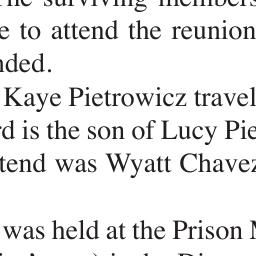 The surviving members
e to attend the reunion
nded.
Kaye Pietrowicz travel
rd is the son of Lucy Pie
tend was Wyatt Chavez
was held at the Prison M